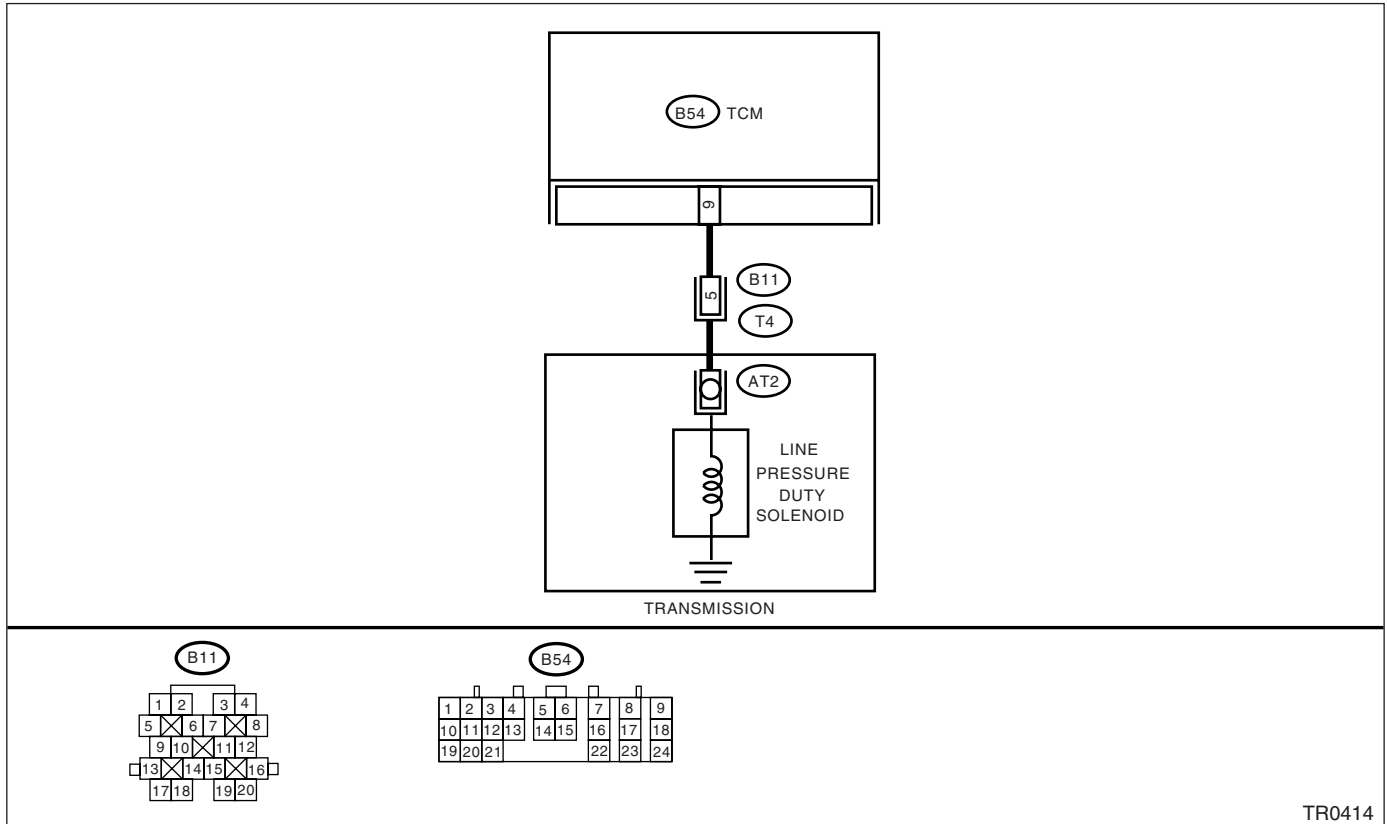 B54 TCM
9
B11
5
T4
AT2
LINE
PRESSURE
DUTY
SOLENOID
TRANSMISSION
B11
1 2 3 4
5 6 7 8
9 10 11 12
13 14 15 16
17 18 19 20
B54
1 2 3 4 5 6 7 8 9
10 11 12 13 14 15 16 17 18
19 20 21 22 23 24
TR0414